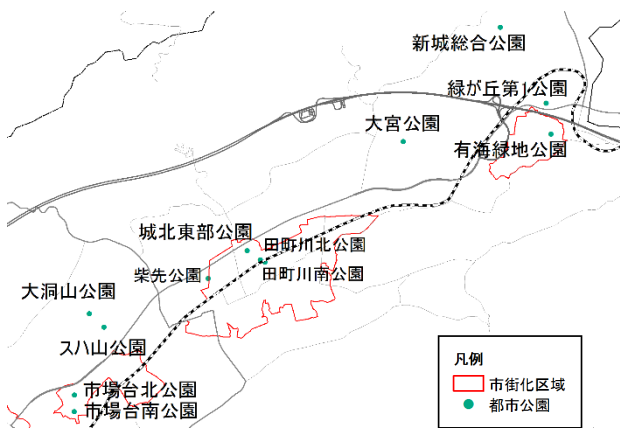 新城総合公園
緑が丘第1公園
大宮公園
有海緑地公園
城北東部公園
田町川北公園
柴先公園
田町川南公園
大洞山公園
スハ山公園
市場台北公園
市場台南公園
凡例
市街化区域
都市公園